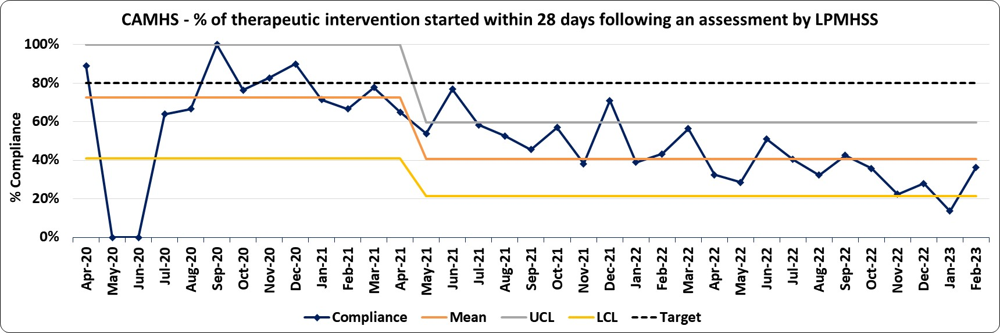 CAMHS - % of therapeutic intervention started within 28 days following an assessment by LPMHSS
% Compliance
100%
80%
60%
40%
20%
0%
Apr-20
May-20
Jun-20
Jul-20
Aug-20
Sep-20
Oct-20
Nov-20
Dec-20
Jan-21
Feb-21
Mar-21
Apr-21
May-21
Jun-21
Jul-21
Aug-21
Sep-21
Oct-21
Nov-21
Dec-21
Jan-22
Feb-22
Mar-22
Apr-22
May-22
Jun-22
Jul-22
Aug-22
Sep-22
Oct-22
Nov-22
Dec-22
Jan-23
Feb-23
Compliance Mean UCL LCL Target